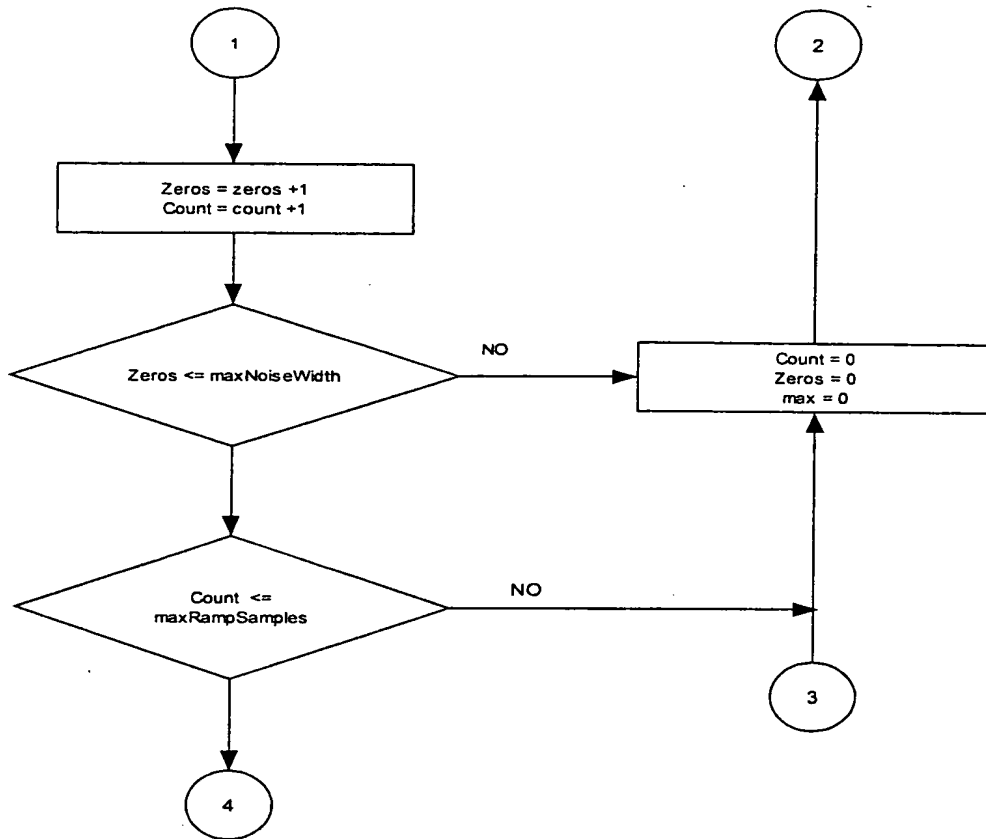 1
2
Zeros = zeros +1
Count = count +1
Zeros <= maxNoiseWidth
NO
Count = 0
Zeros = 0
max = 0
Count <=
maxRampSamples
NO
3
4